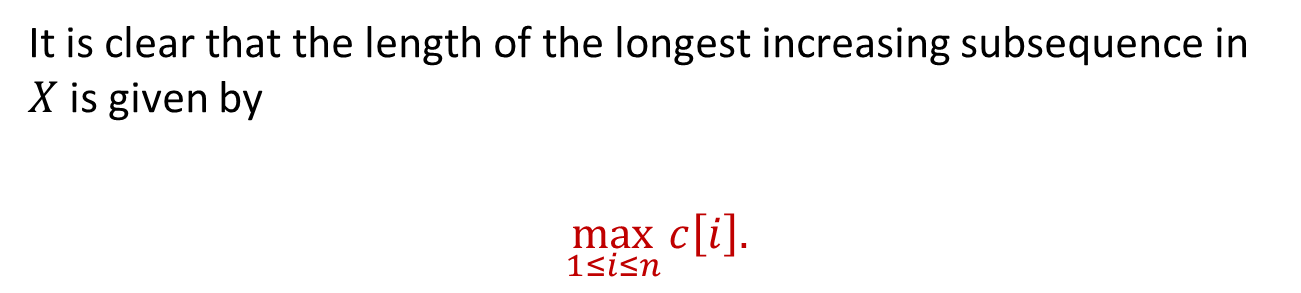 It is clear that the length of the longest increasing subsequence in
X is given by
max c[i].
1≤i≤n